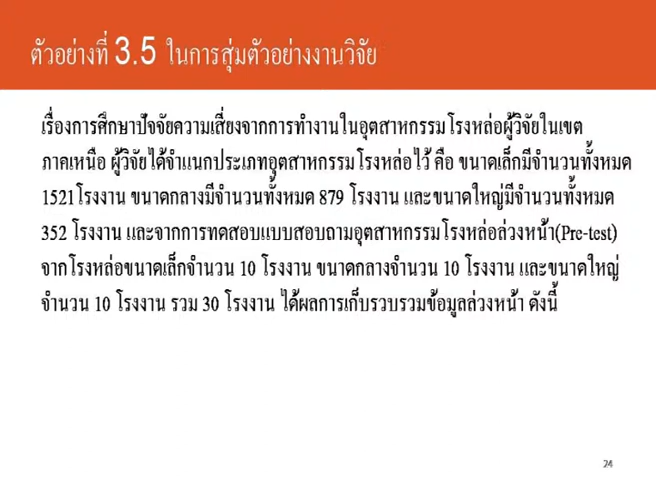 ตัวอย่างที่ 3.5 ในการสุ่มตัวอย่างงานวิจัย
เรื่องการศึกษาปัจจัยความเสี่ยงจากการทำงานในอุตสาหกรรมโรงหล่อผู้วิจัยในเขต
ภาคเหนือ ผู้วิจัยได้จำแนกประเภทอุตสาหกรรมโรงหล่อไว้ คือ ขนาดเล็กมีจำนวนทั้งหมด
1521โรงงาน ขนาดกลางมีจำนวนทั้งหมด 879 โรงงาน และขนาดใหญ่มีจำนวนทั้งหมด
352 โรงงาน และจากการทดสอบแบบสอบถามอุตสาหกรรมโรงหล่อล่วงหน้า(Pre-test)
จากโรงหล่อขนาดเล็กจำนวน 10 โรงงาน ขนาดกลางจำนวน 10 โรงงาน และขนาดใหญ่
จำนวน 10 โรงงาน รวม 30 โรงงาน ได้ผลการเก็บรวบรวมข้อมูลล่วงหน้า ดังนี้
24